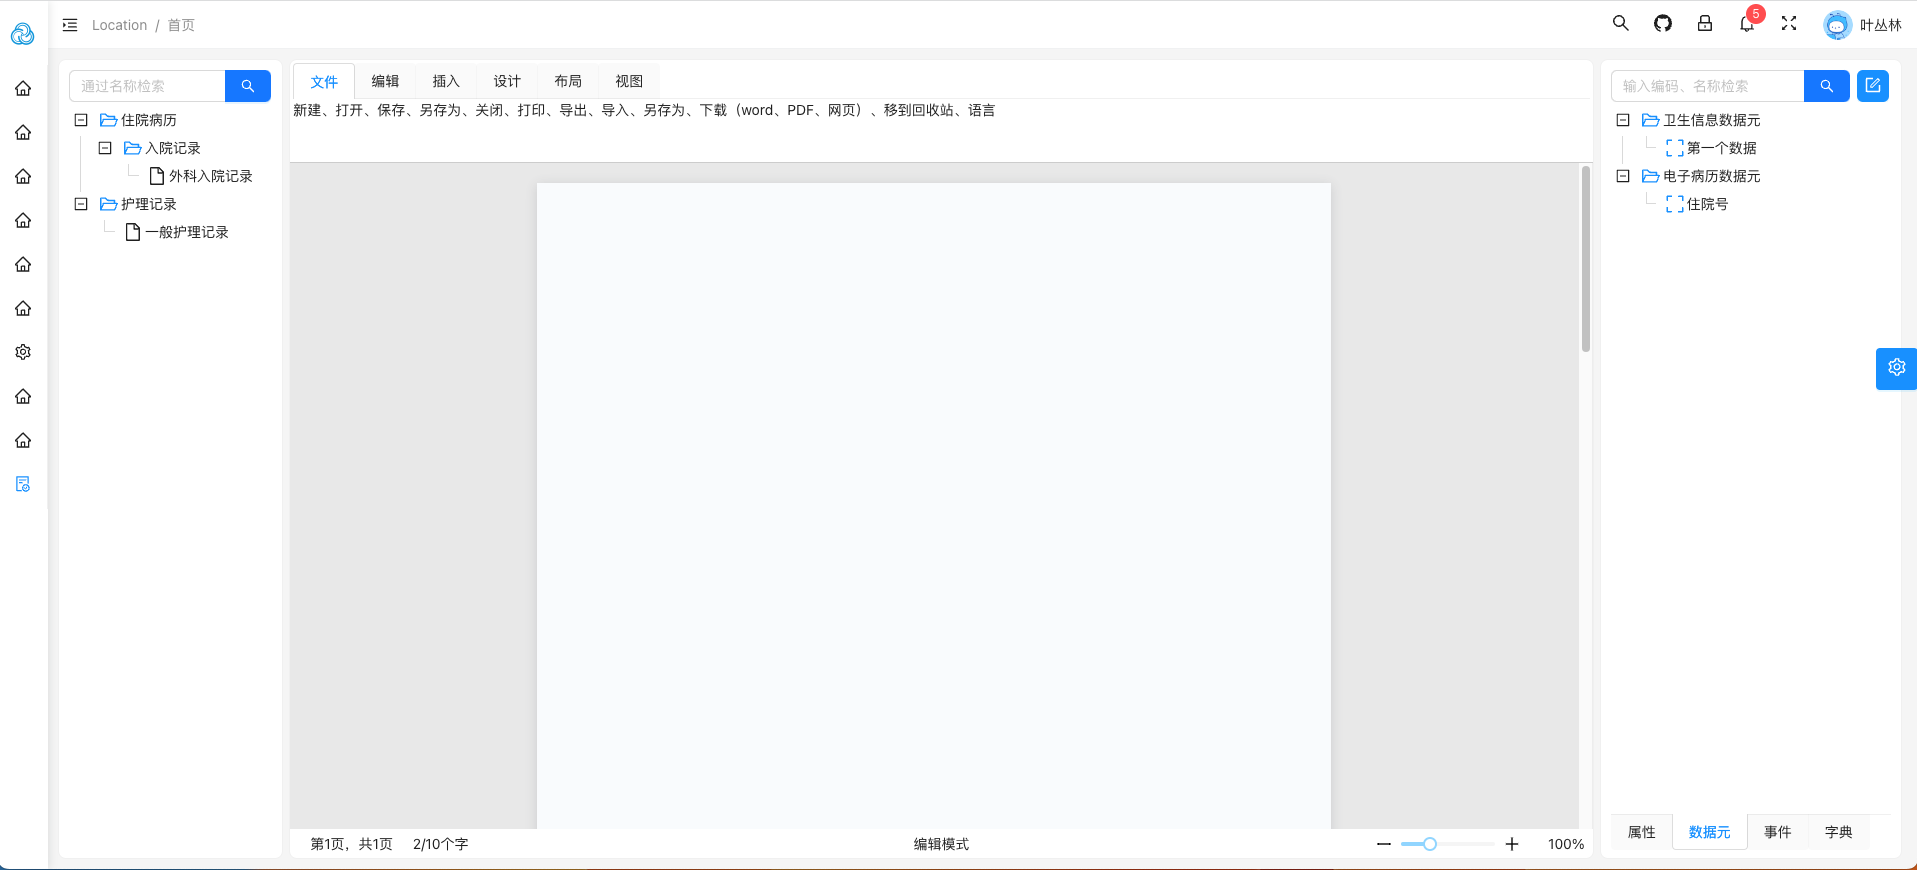 Location / 首页
5
叶丛林
通过名称检索
住院病历
入院记录
外科入院记录
护理记录
一般护理记录
文件 编辑 插入 设计 布局 视图
新建、打开、保存、另存为、关闭、打印、导出、导入、另存为、下载（word、PDF、网页）、移到回收站、语言
第1页，共1页 2/10个字
编辑模式
100%
输入编码、名称检索
卫生信息数据元
第一个数据
电子病历数据元
住院号
属性 数据元 事件 字典